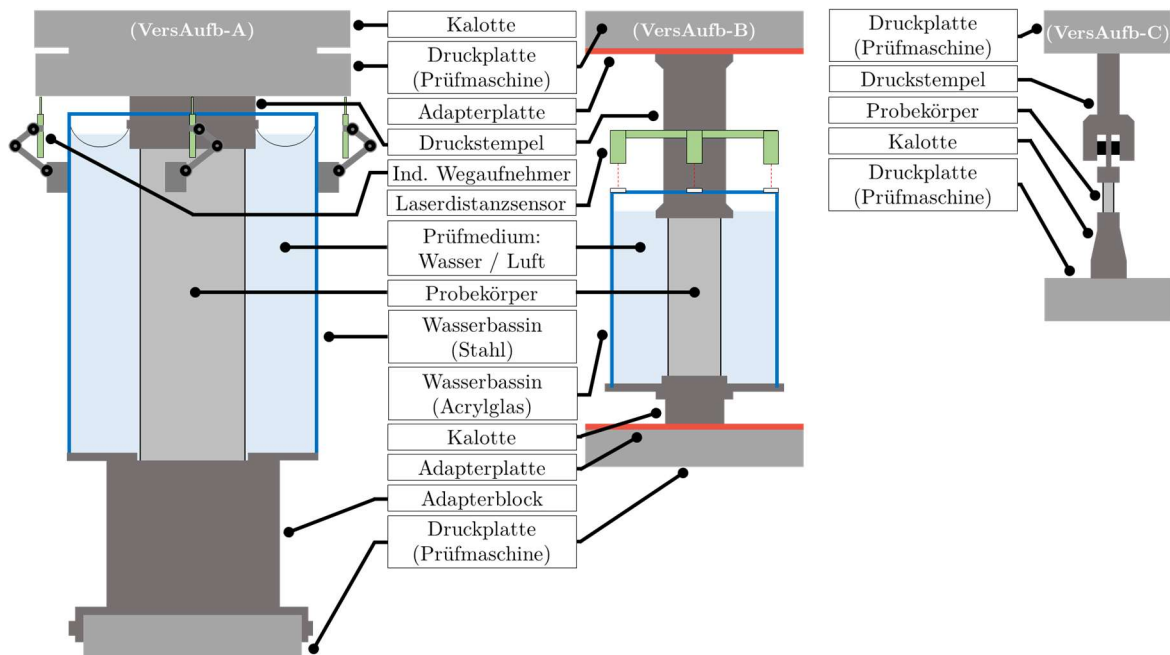 (VersAufb-A)
Kalotte
Druckplatte
(Prüfmaschine)
Adapterplatte
Druckstempel
Ind. Wegaufnehmer
Laserdistanzsensor
Prüfmedium:
Wasser / Luft
Probekörper
Wasserbassin
(Stahl)
Wasserbassin
(Acrylglas)
Kalotte
Adapterplatte
Adapterblock
Druckplatte
(Prüfmaschine)
(VersAufb-B)
Druckplatte
(Prüfmaschine)
Druckstempel
Probekörper
Kalotte
Druckplatte
(Prüfmaschine)
(VersAufb-C)